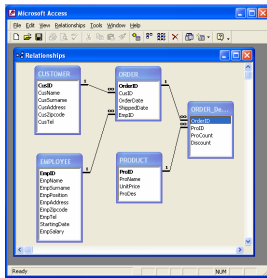 Microsoft Access
File Edit View Relationships Tools Window Help
Relationships
CUSTOMER
CusID
CusName
CusSurname
CusAddress
CusZipcode
CusTel
ORDER
OrderID
CusID
OrderDate
ShippedDate
EmpID
ORDER_De...
OrderID
ProID
ProCount
Discount
EMPLOYEE
EmpID
EmpName
EmpSurname
EmpPosition
EmpAddress
EmpZipcode
EmpTel
StartingDate
EmpSalary
PRODUCT
ProID
ProName
UnitPrice
ProDes
1
∞
1
∞
1
∞
1
∞
Ready
NUM